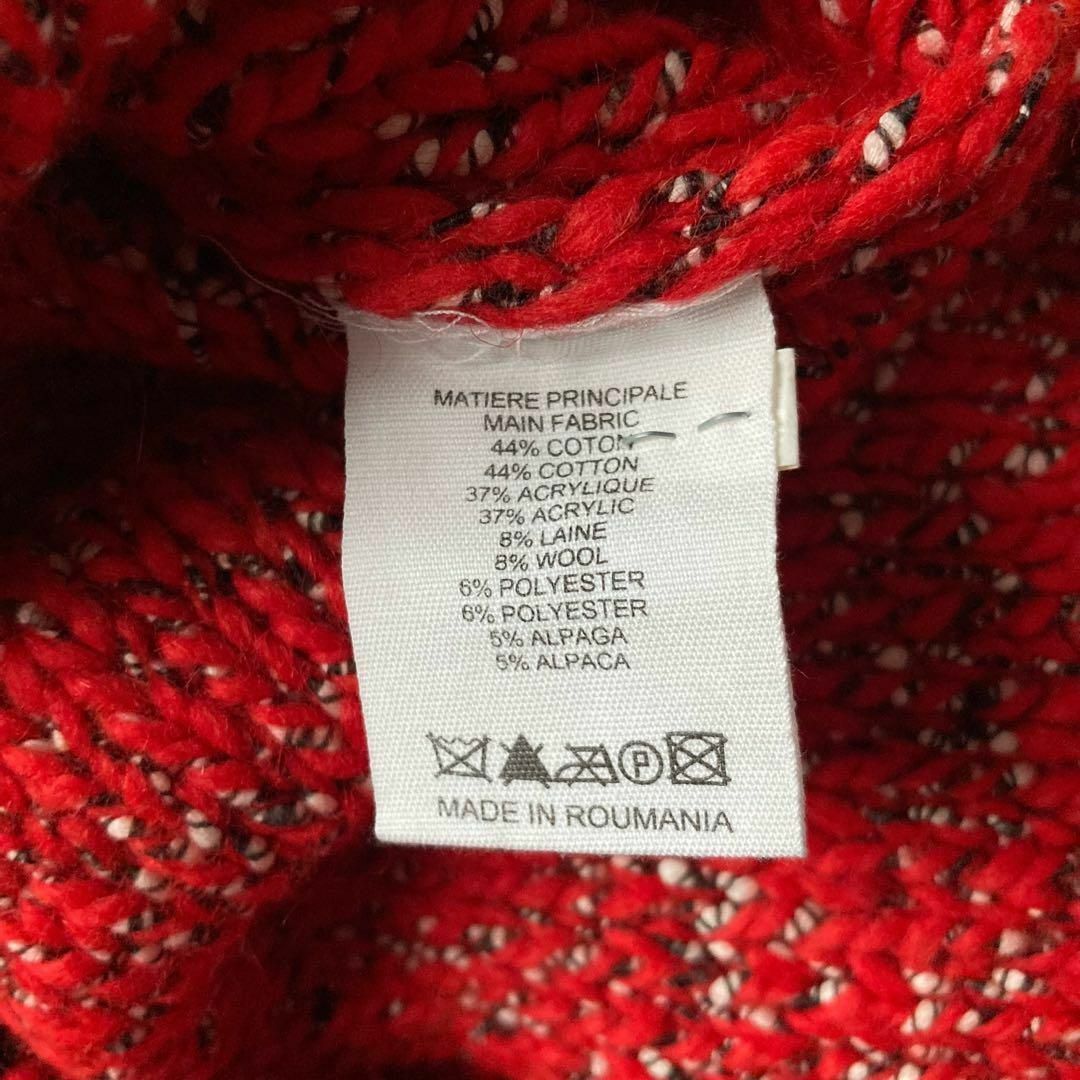 MATIERE PRINCIPALE
MAIN FABRIC
44% COTON
44% COTTON
37% ACRYLIQUE
37% ACRYLIC
8% LAINE
8% WOOL
6% POLYESTER
6% POLYESTER
5% ALPAGA
5% ALPACA
P
MADE IN ROUMANIA